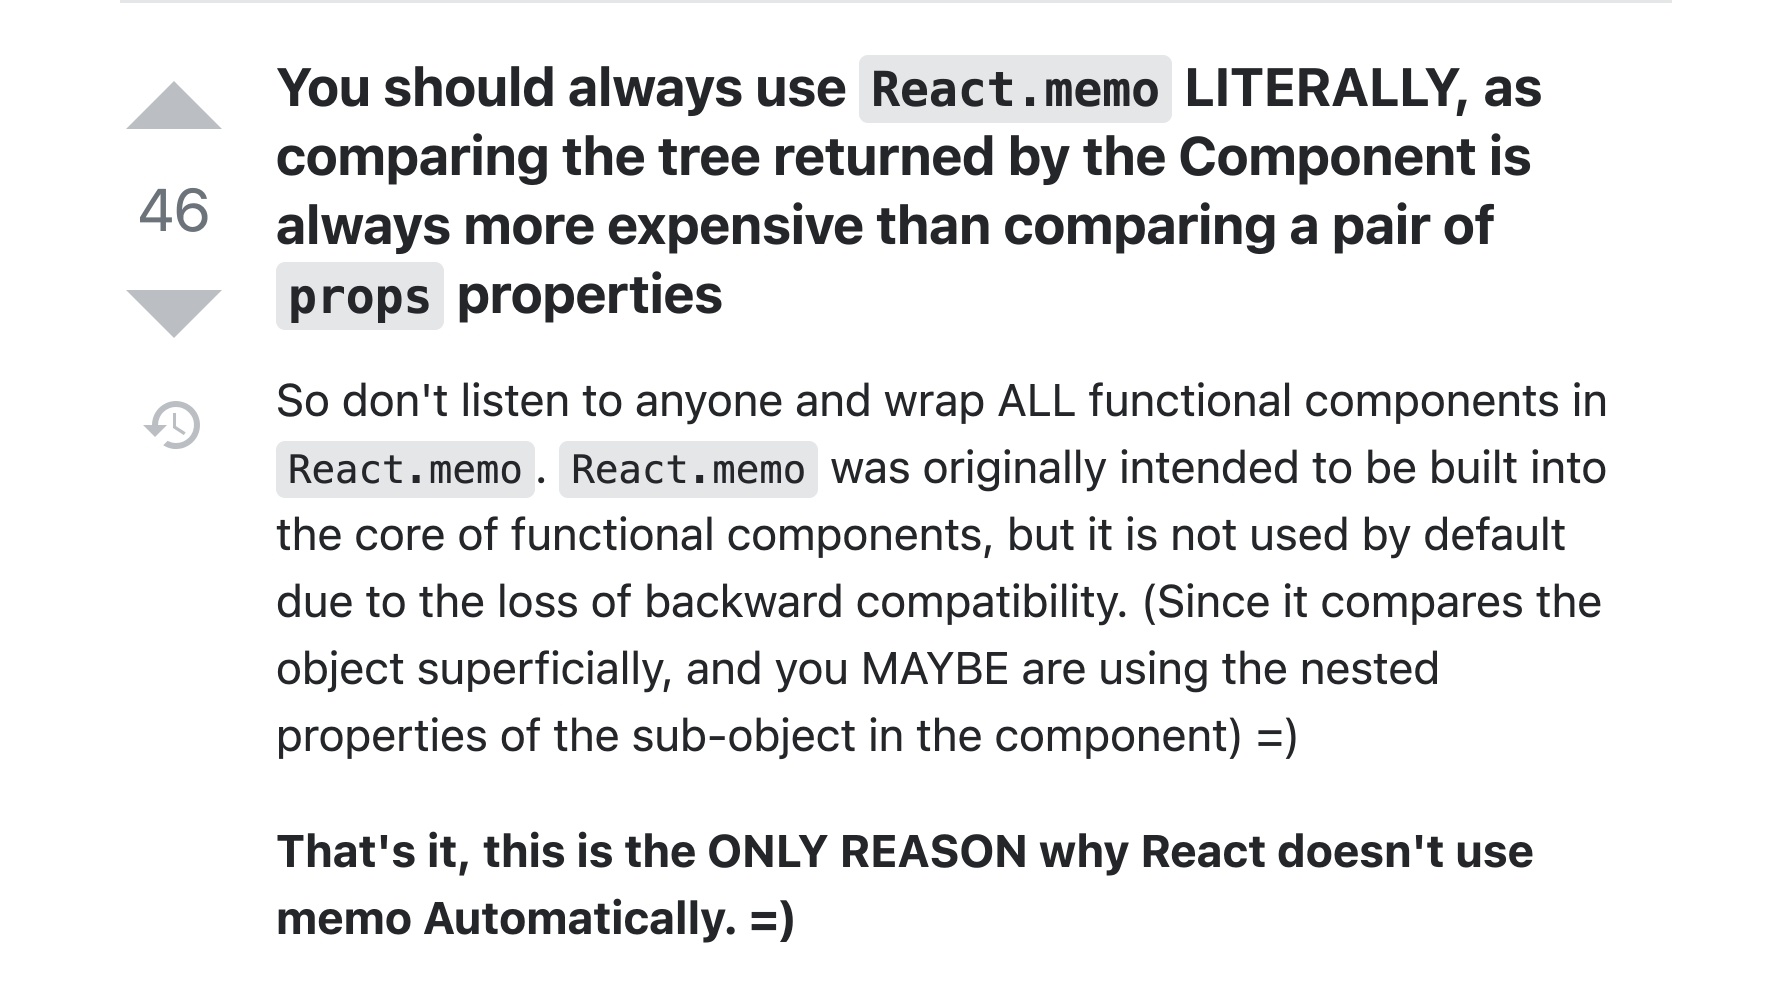 You should always use React.memo LITERALLY, as
comparing the tree returned by the Component is
always more expensive than comparing a pair of
props properties
46
So don't listen to anyone and wrap ALL functional components in
React.memo. React.memo was originally intended to be built into
the core of functional components, but it is not used by default
due to the loss of backward compatibility. (Since it compares the
object superficially, and you MAYBE are using the nested
properties of the sub-object in the component) =)
That's it, this is the ONLY REASON why React doesn't use
memo Automatically. =)